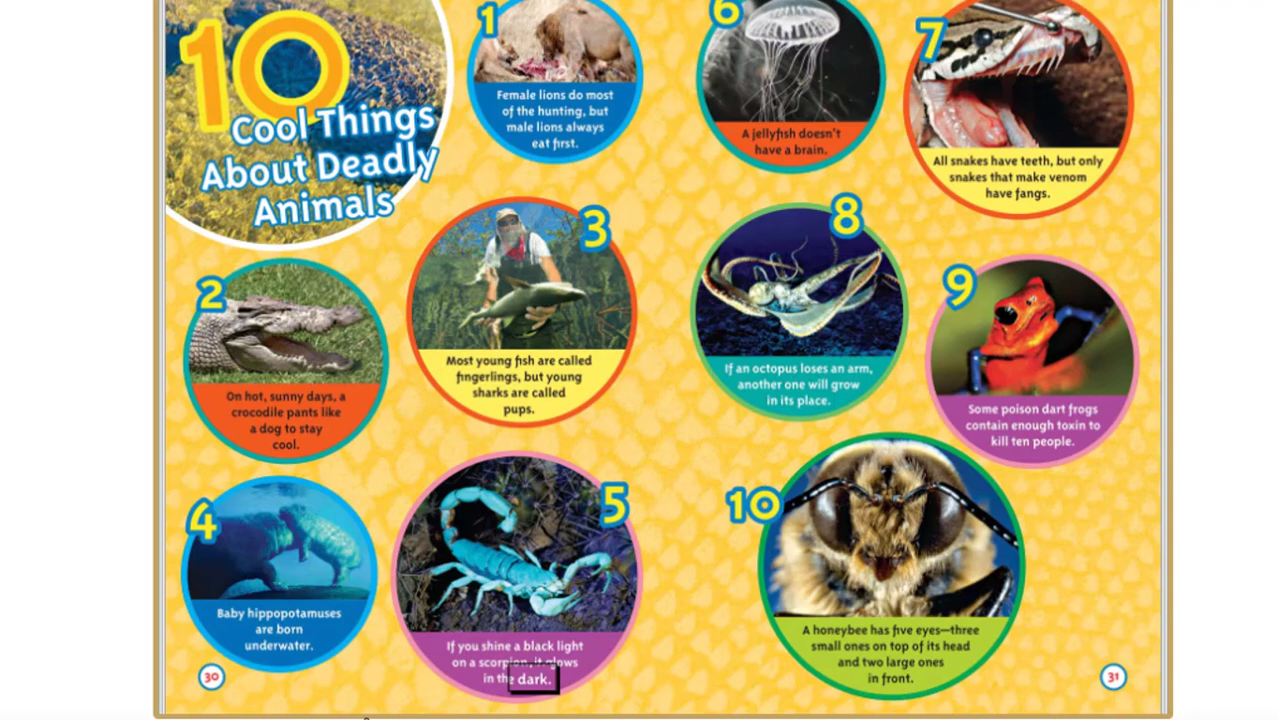 10
Cool Things
About Deadly
Animals
1
Female lions do most
of the hunting, but
male lions always
eat first.
2
On hot, sunny days, a
crocodile pants like
a dog to stay
cool.
3
Most young fish are called
fingerlings, but young
sharks are called
pups.
4
Baby hippopotamuses
are born
underwater.
5
If you shine a black light
on a scorpion, it glows
in the dark.
30
6
A jellyfish doesn't
have a brain.
7
All snakes have teeth, but only
snakes that make venom
have fangs.
8
If an octopus loses an arm,
another one will grow
in its place.
9
Some poison dart frogs
contain enough toxin to
kill ten people.
10
A honeybee has five eyes—three
small ones on top of its head
and two large ones
in front.
31